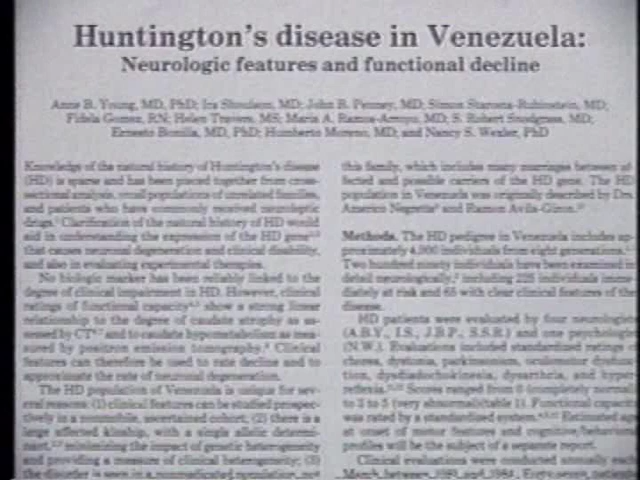 Huntington's disease in Venezuela:
Neurologic features and functional decline
Anne B. Young, MD, PhD; Ira Shoulson, MD; John B. Penney, MD; Simon Starosta-Rubinstein, MD;
Fidela Gomez, RN; Helen Travers, MS; Maria A. Ramos-Arroyo, MD; S. Robert Snodgrass, MD;
Ernesto Bonilla, MD, PhD; Humberto Moreno, MD; and Nancy S. Wexler, PhD
Knowledge of the natural history of Huntington's disease
(HD) is sparse and has been pieced together from cross-
sectional analysis, small populations of unrelated families,
and patients who have commonly received neuroleptic
drugs. Clarification of the natural history of HD would
aid in understanding the expression of the HD gene
that causes neuronal degeneration and clinical disability,
and also in evaluating experimental therapies.
No biologic marker has been reliably linked to the
degree of clinical impairment in HD. However, clinical
ratings of functional capacity show a strong linear
relationship to the degree of caudate atrophy as as-
sessed by CT and to caudate hypometabolism as mea-
sured by positron emission tomography. Clinical
features can therefore be used to rate decline and to
approximate the rate of neuronal degeneration.
The HD population of Venezuela is unique for sev-
eral reasons: (1) clinical features can be studied prospec-
tively in a nonmobile, ascertained cohort; (2) there is a
large affected kinship, with a single allelic determi-
nant, minimizing the impact of genetic heterogeneity
and providing a measure of clinical heterogeneity; (3)
the disorder is seen in a nonmedicated population, not
this family, which includes many marriages between af-
fected and possible carriers of the HD gene. The HD
population in Venezuela was originally described by Drs.
Americo Negrette and Ramon Avila-Giron.
Methods. The HD pedigree in Venezuela includes ap-
proximately 4,000 individuals from eight generations.
Two hundred most individuals have been examined in
detail neurologically, including 225 individuals imme-
diately at risk and 65 with clear clinical features of the
disease.
HD patients were evaluated by four neurologists
(A.B.Y., I.S., J.B.P., S.S.R.) and one psychologist
(N.W.). Evaluations included standardized ratings of
chorea, dystonia, parkinsonism, oculomotor dysfunc-
tion, dysdiadochokinesis, dysarthria, and hyper-
reflexia. Scores ranged from 0 (completely normal)
to 2 to 5 (very abnormal)(table 1). Functional capacity
was rated by a standardized system. Estimated age
at onset of motor features and cognitive/behavioral
profiles will be the subject of a separate report.
Clinical evaluations were conducted annually each
March between 1981 and 1984.